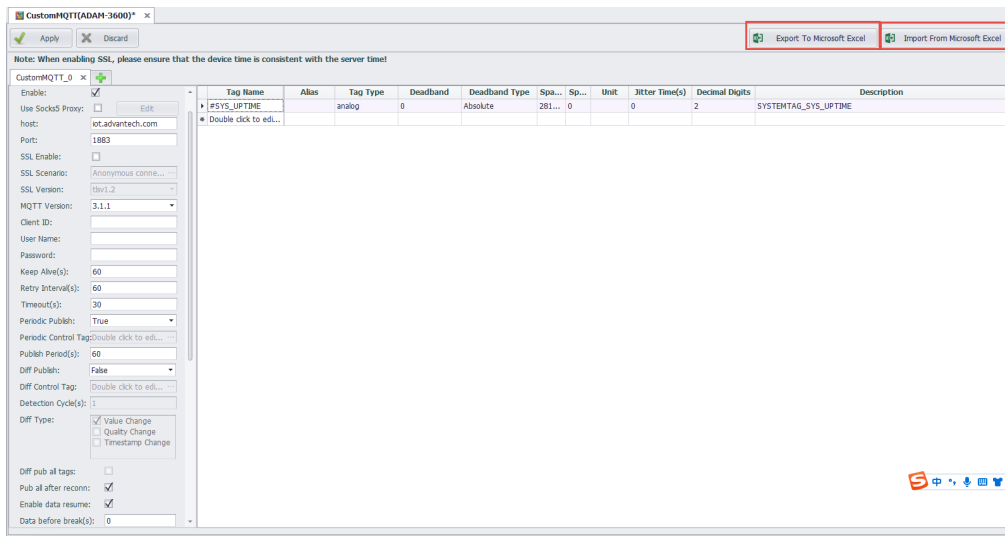 CustomMQTT(ADAM-3600)* ×
Apply Discard Export To Microsoft Excel Import From Microsoft Excel
Note: When enabling SSL, please ensure that the device time is consistent with the server time!
CustomMQTT_0 ×
Tag Name Alias Tag Type Deadband Deadband Type Spa... Sp... Unit Jitter Time(s) Decimal Digits Description
#SYS_UPTIME analog 0 Absolute 281... 0 0 2 SYSTEMTAG_SYS_UPTIME
Double click to edi...
Enable:
Use Socks5 Proxy: Edit
host: iot.advantech.com
Port: 1883
SSL Enable:
SSL Scenario: Anonymous conne... ...
SSL Version: tlsv1.2
MQTT Version: 3.1.1
Client ID:
User Name:
Password:
Keep Alive(s): 60
Retry Interval(s): 60
Timeout(s): 30
Periodic Publish: True
Periodic Control Tag: Double click to edi... ...
Publish Period(s): 60
Diff Publish: False
Diff Control Tag: Double click to edi... ...
Detection Cycle(s): 1
Diff Type: Value Change
Quality Change
Timestamp Change
Diff pub all tags:
Pub all after reconn:
Enable data resume:
Data before break(s): 0
S 中